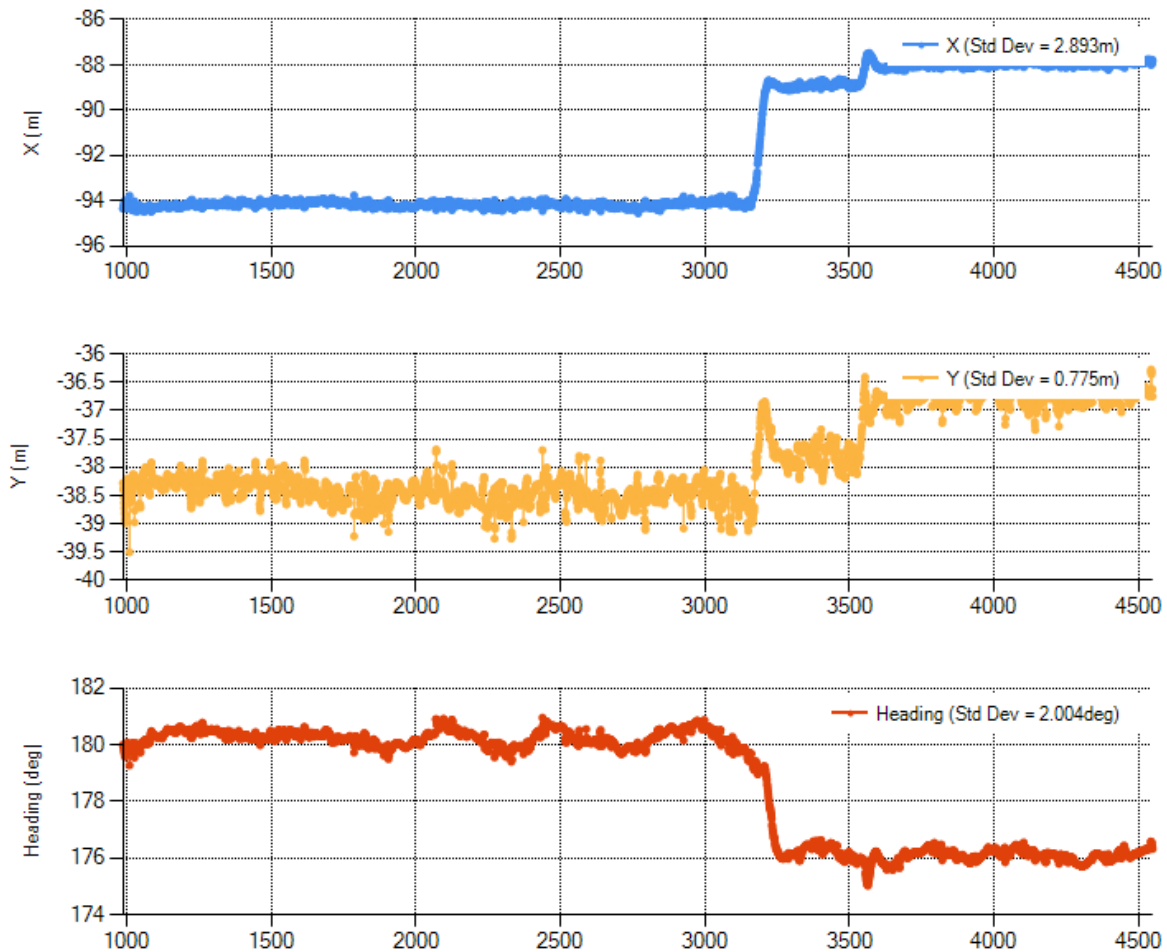 -86
X (Std Dev = 2.893m)
-88
-90
X (m|
-92
-94
-96
1000 1500 2000 2500 3000 3500 4000 4500
-36
-36.5
Y (Std Dev = 0.775m)
-37
-37.5
Y (m|
-38
-38.5
-39
-39.5
-40
1000 1500 2000 2500 3000 3500 4000 4500
182
Heading (Std Dev = 2.004deg)
180
Heading (deg|
178
176
174
1000 1500 2000 2500 3000 3500 4000 4500